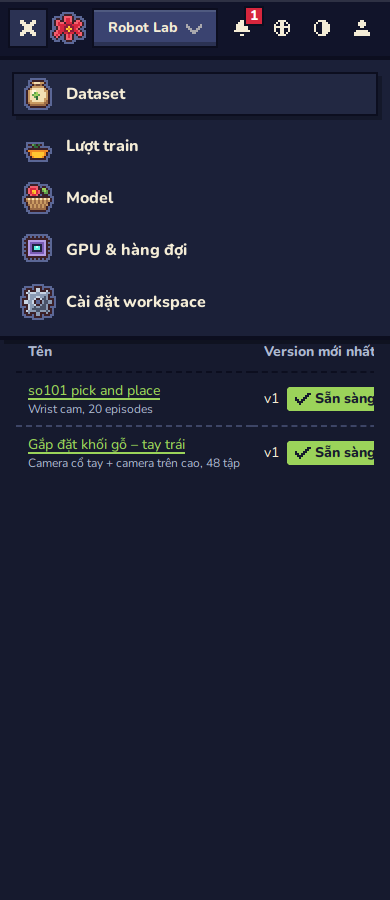 Robot Lab
1
Dataset
Lượt train
Model
GPU & hàng đợi
Cài đặt workspace
Tên
Version mới nhất
so101 pick and place
Wrist cam, 20 episodes
v1
Sẵn sàng
Gắp đặt khối gỗ – tay trái
Camera cổ tay + camera trên cao, 48 tập
v1
Sẵn sàng